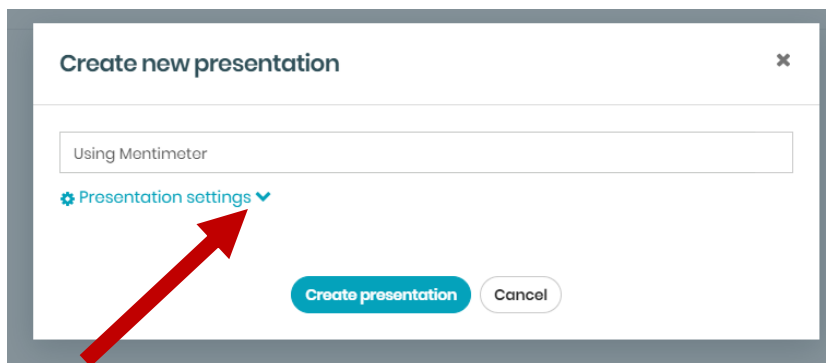 Create new presentation
Using Mentimeter
Presentation settings
Create presentation Cancel